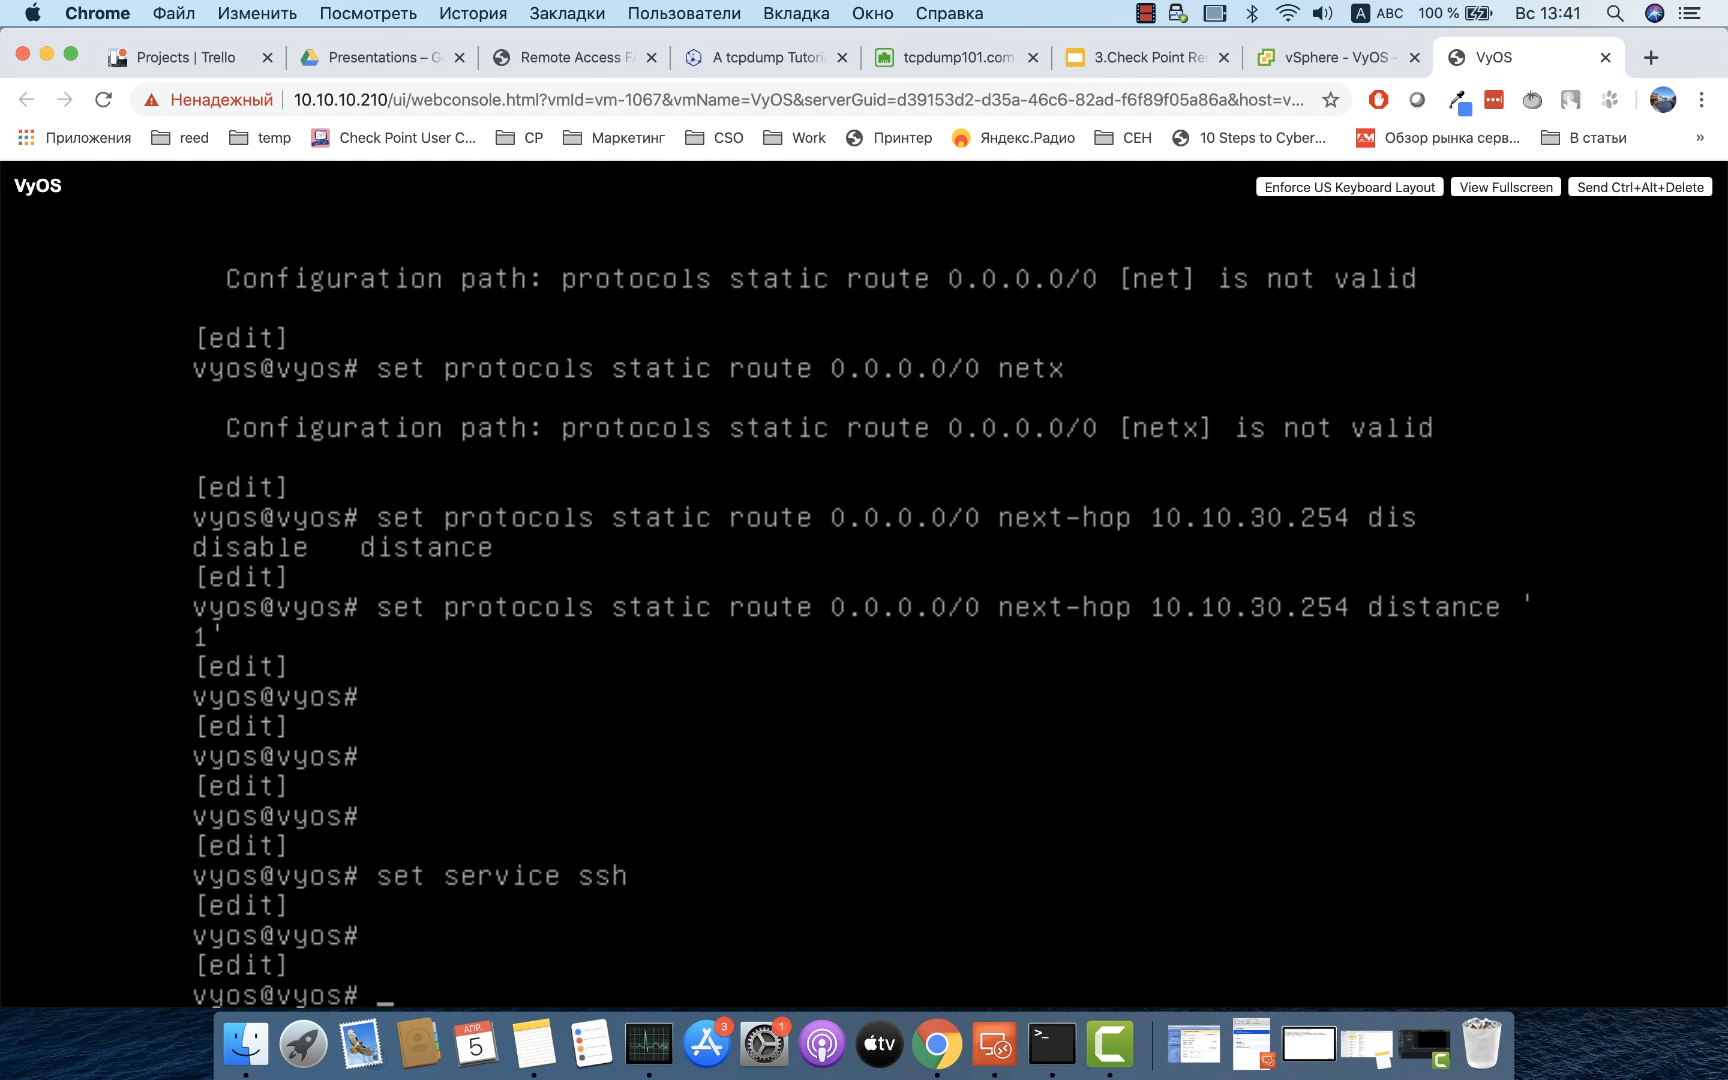 Chrome Файл Изменить Посмотреть История Закладки Пользователи Вкладка Окно Справка A ABC 100 % Вс 13:41
Projects | Trello Presentations – G Remote Access F A tcpdump Tutori tcpdump101.com 3.Check Point Re vSphere - VyOS - VyOS
Ненадежный 10.10.10.210/ui/webconsole.html?vmId=vm-1067&vmName=VyOS&serverGuid=d39153d2-d35a-46c6-82ad-f6f89f05a86a&host=v...
Приложения reed temp Check Point User C... CP Маркетинг CSO Work Принтер Яндекс.Радио CEH 10 Steps to Cyber... Обзор рынка серв... В статьи »
VyOS Enforce US Keyboard Layout View Fullscreen Send Ctrl+Alt+Delete
Configuration path: protocols static route 0.0.0.0/0 [net] is not valid
[edit]
vyos@vyos# set protocols static route 0.0.0.0/0 netx
Configuration path: protocols static route 0.0.0.0/0 [netx] is not valid
[edit]
vyos@vyos# set protocols static route 0.0.0.0/0 next-hop 10.10.30.254 dis
disable distance
[edit]
vyos@vyos# set protocols static route 0.0.0.0/0 next-hop 10.10.30.254 distance '
1'
[edit]
vyos@vyos#
[edit]
vyos@vyos#
[edit]
vyos@vyos#
[edit]
vyos@vyos# set service ssh
[edit]
vyos@vyos#
[edit]
vyos@vyos# _
АПР. 5 3 1 tv >_ C